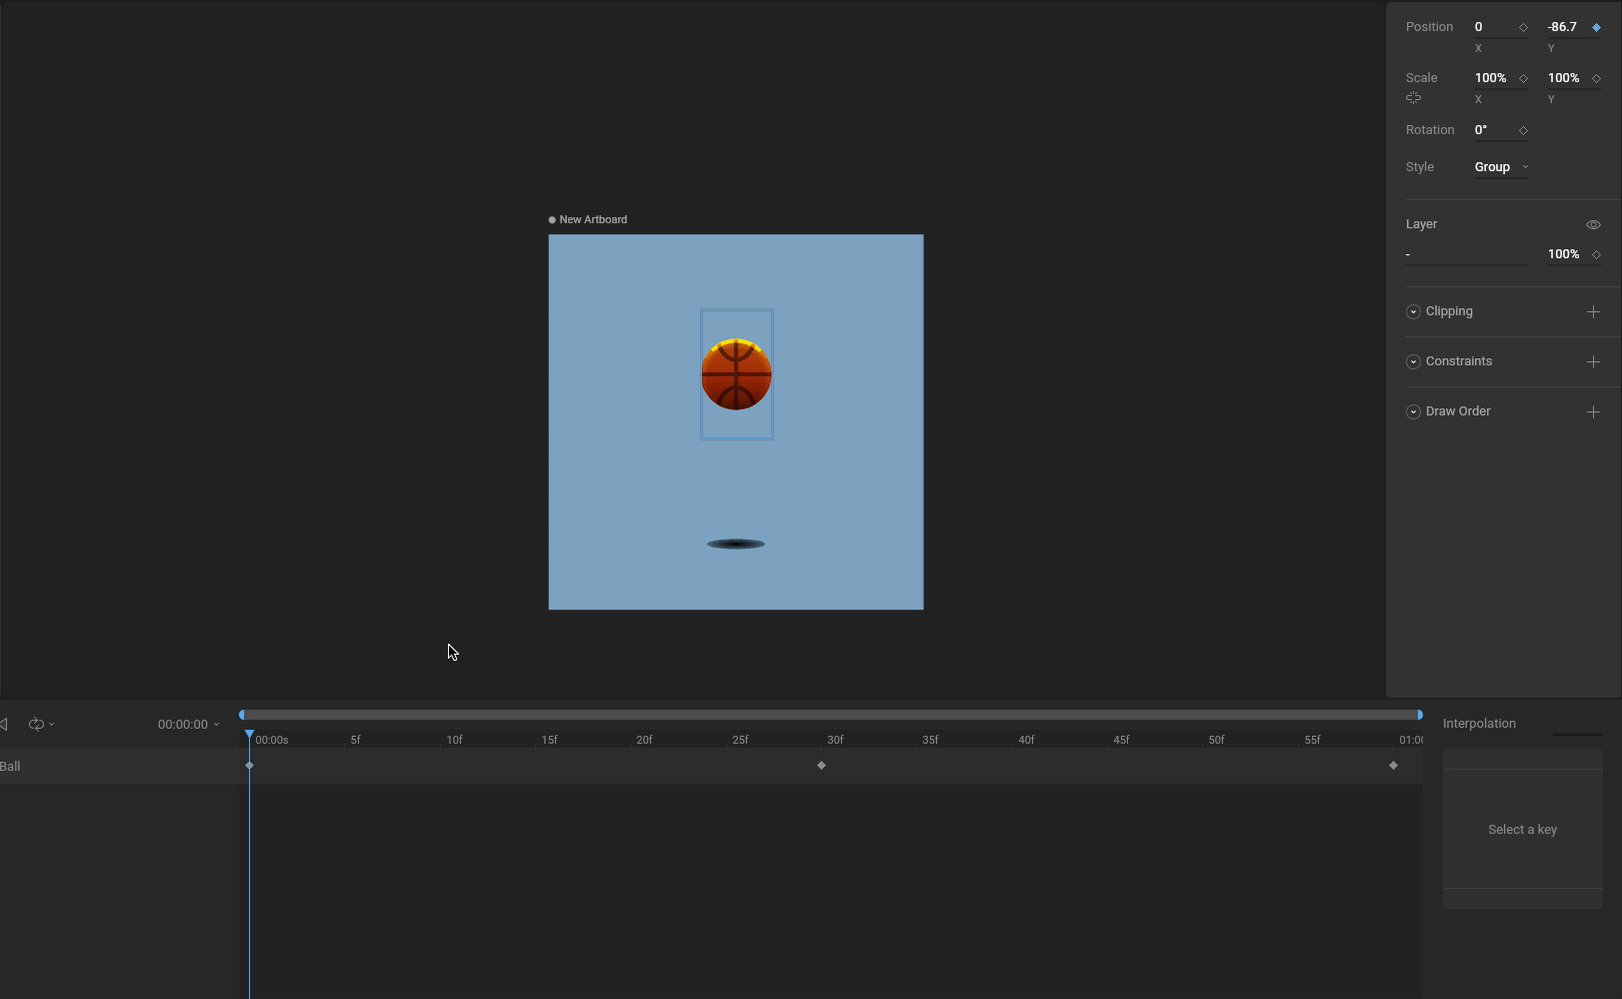 Position 0 -86.7
X Y
Scale 100% 100%
X Y
Rotation 0°
Style Group
New Artboard
Layer
- 100%
Clipping
Constraints
Draw Order
00:00:00
Interpolation
00:00s 5f 10f 15f 20f 25f 30f 35f 40f 45f 50f 55f 01:00
Ball
Select a key